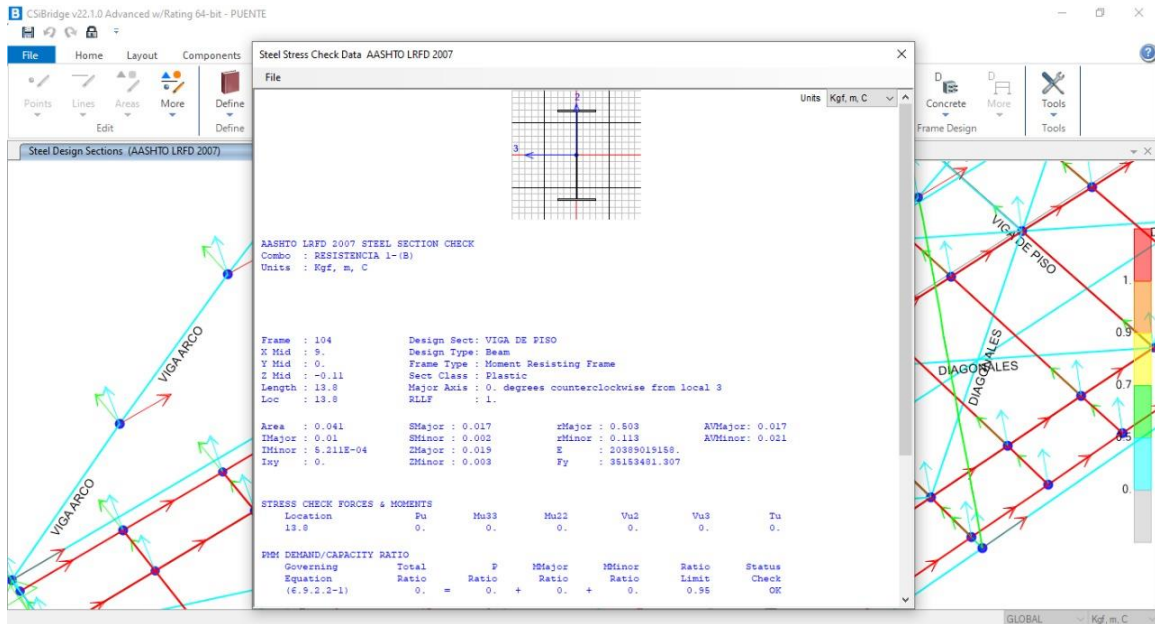 CSiBridge v22.1.0 Advanced w/Rating 64-bit - PUENTE
File Home Layout Components
Points Lines Areas More Define
Edit Define
Steel Design Sections (AASHTO LRFD 2007)
Steel Stress Check Data AASHTO LRFD 2007
File
Units Kgf, m, C
2
3
AASHTO LRFD 2007 STEEL SECTION CHECK
Combo : RESISTENCIA 1-(B)
Units : Kgf, m, C
Frame : 104 Design Sect: VIGA DE PISO
X Mid : 9. Design Type: Beam
Y Mid : 0. Frame Type : Moment Resisting Frame
Z Mid : -0.11 Sect Class : Plastic
Length : 13.8 Major Axis : 0. degrees counterclockwise from local 3
Loc : 13.8 RLLF : 1.
Area : 0.041 SMajor : 0.017 rMajor : 0.503 AVMajor: 0.017
IMajor : 0.01 SMinor : 0.002 rMinor : 0.113 AVMinor: 0.021
IMinor : 5.211E-04 ZMajor : 0.019 E : 20389019158.
Ixy : 0. ZMinor : 0.003 Fy : 35153481.307
STRESS CHECK FORCES & MOMENTS
Location Pu Mu33 Mu22 Vu2 Vu3 Tu
13.8 0. 0. 0. 0. 0. 0.
PMM DEMAND/CAPACITY RATIO
Governing Total P MMajor MMinor Ratio Status
Equation Ratio Ratio Ratio Ratio Limit Check
(6.9.2.2-1) 0. = 0. + 0. + 0. 0.95 OK
Concrete More Tools
Frame Design Tools
VIGA ARCO
VIGA ARCO
VIGA DE PISO
DIAGONALES
DIAGONALES
1.
0.9
0.7
0.5
0.
GLOBAL Kgf, m, C